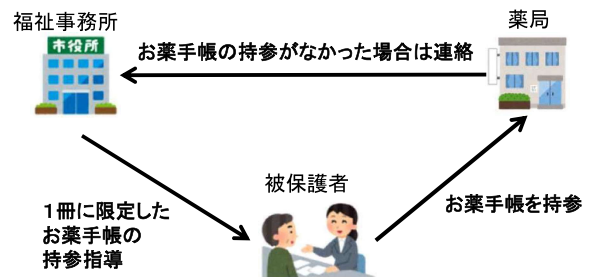 福祉事務所
市役所
薬局
お薬手帳の持参がなかった場合は連絡
被保護者
1冊に限定した
お薬手帳の
持参指導
お薬手帳を持参